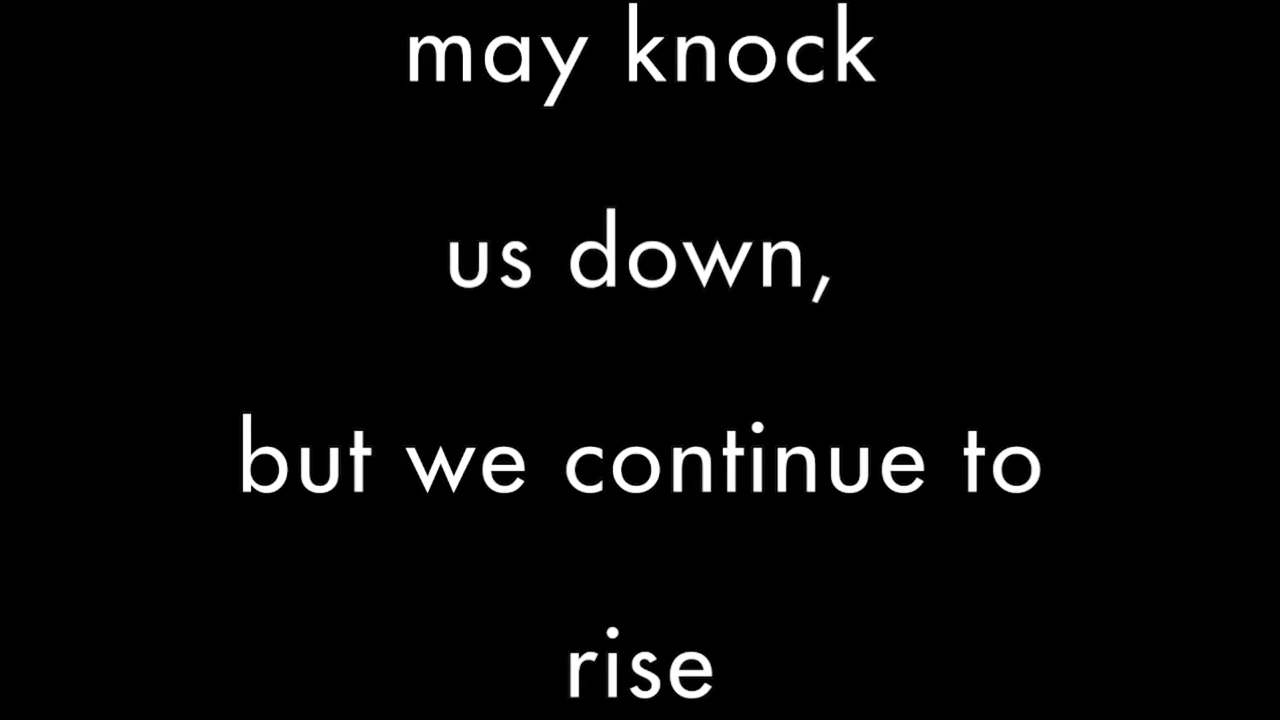 may knock
us down,
but we continue to
rise